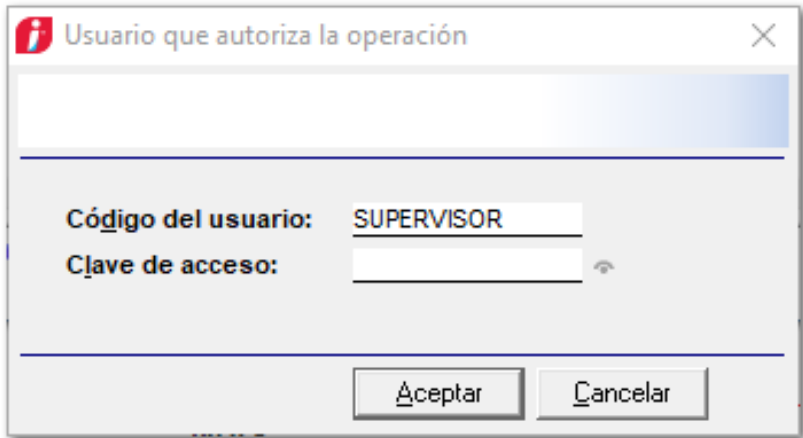 Usuario que autoriza la operación
Código del usuario: SUPERVISOR
Clave de acceso:
Aceptar Cancelar